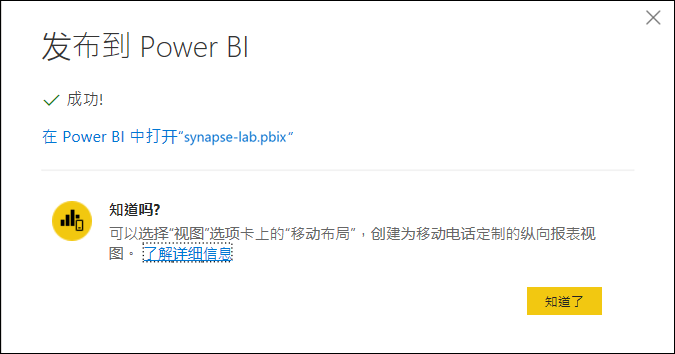 发布到 Power BI
成功!
在 Power BI 中打开“synapse-lab.pbix”
知道吗?
可以选择“视图”选项卡上的“移动布局”，创建为移动电话定制的纵向报表视
图。 了解详细信息
知道了